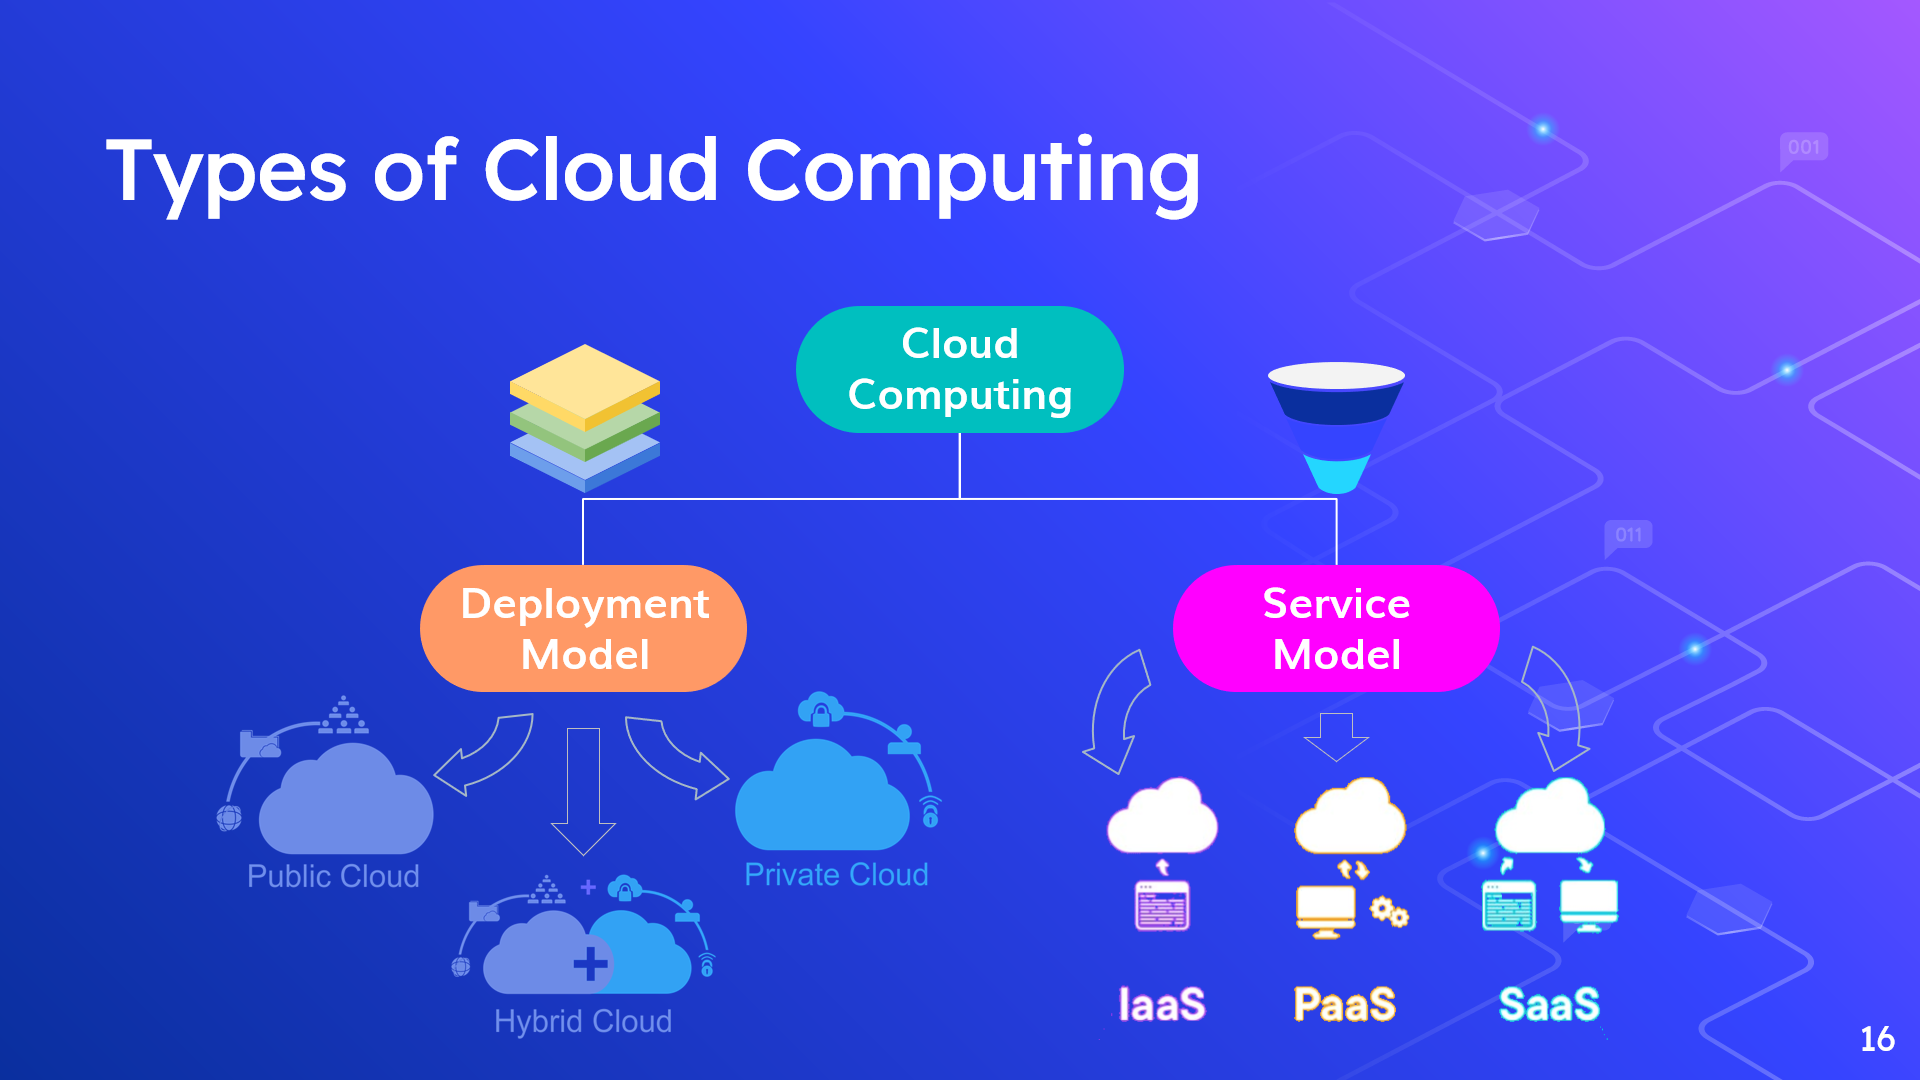 Types of Cloud Computing
001
Cloud
Computing
011
Deployment
Model
Service
Model
Public Cloud
Private Cloud
Hybrid Cloud
IaaS
PaaS
SaaS
16